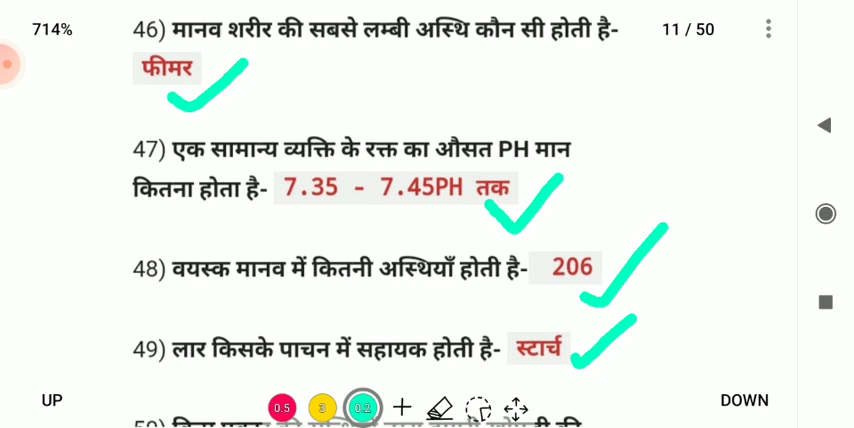 714%
46) मानव शरीर की सबसे लम्बी अस्थि कौन सी होती है-
11 / 50
फीमर
47) एक सामान्य व्यक्ति के रक्त का औसत PH मान
कितना होता है- 7.35 - 7.45PH तक
48) वयस्क मानव में कितनी अस्थियाँ होती है- 206
49) लार किसके पाचन में सहायक होती है- स्टार्च
UP
0.5
3
0.2
DOWN